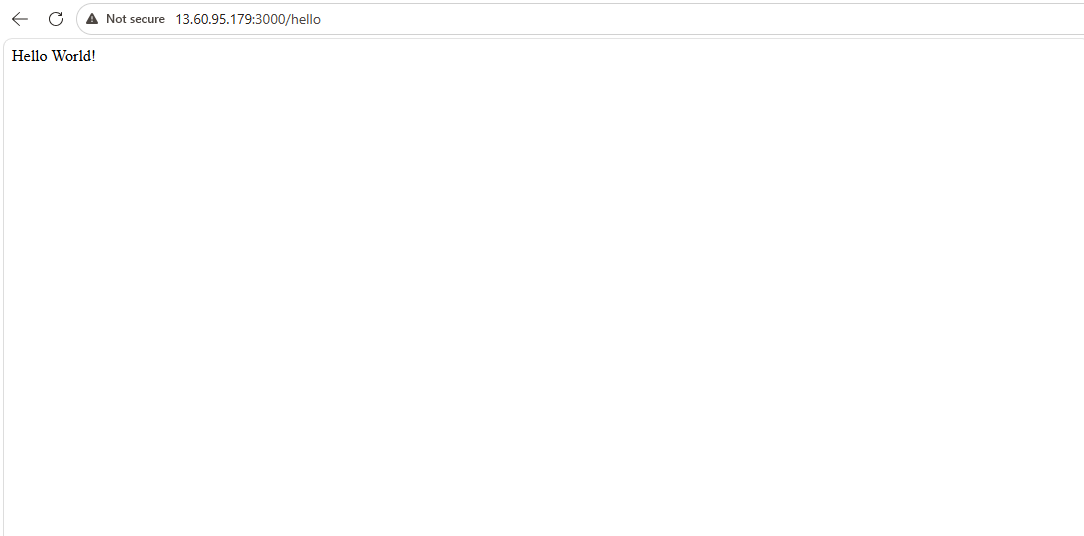 Not secure 13.60.95.179:3000/hello
Hello World!